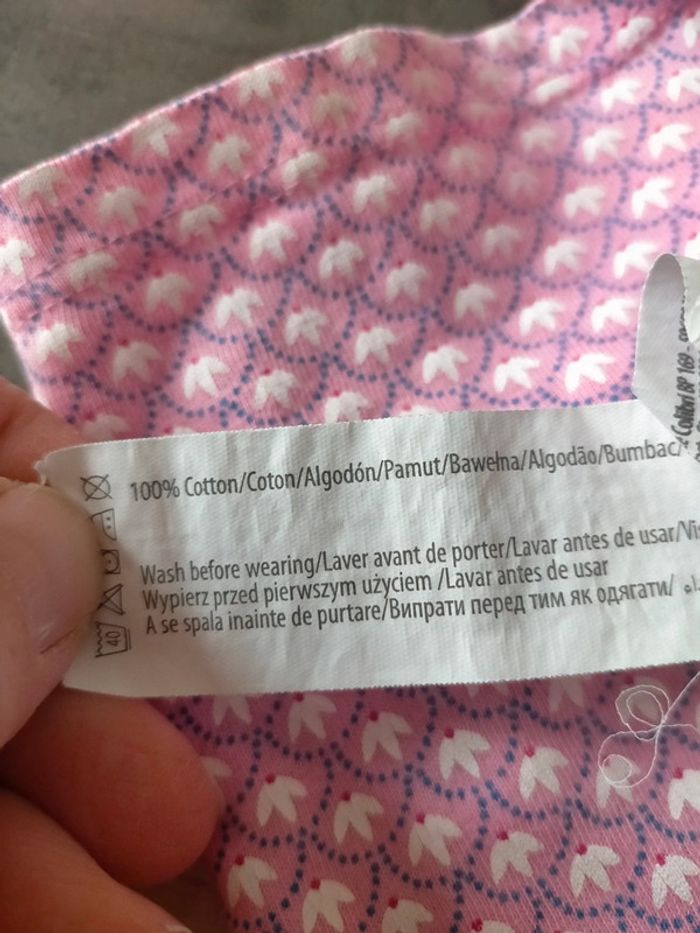 100% Cotton/Coton/Algodón/Pamut/Bawełna/Algodão/Bumbac/
Wash before wearing/Laver avant de porter/Lavar antes de usar/
Wypierz przed pierwszym użyciem /Lavar antes de usar
A se spala inainte de purtare/Випрати перед тим як одягати/
40